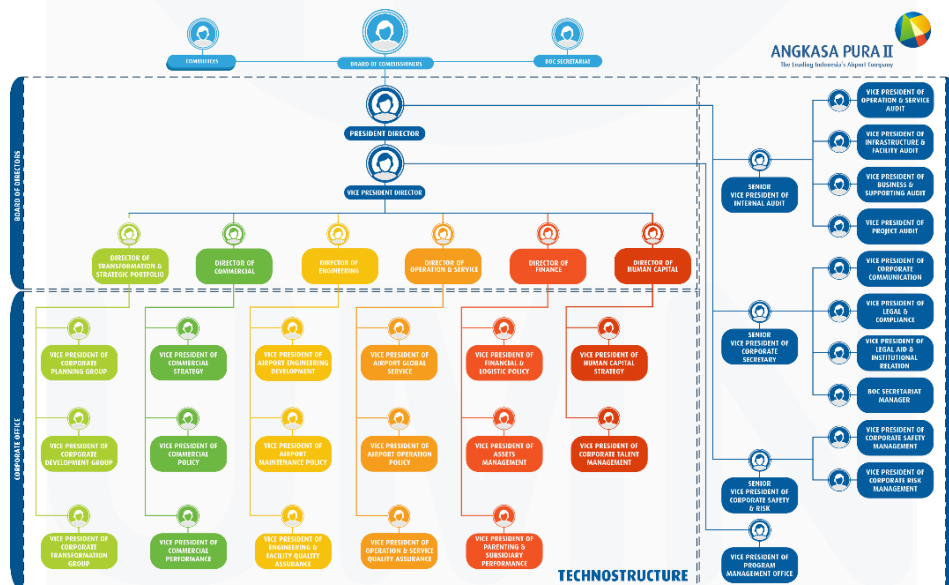 ANGKASA PURA II
The Leading Indonesia's Airport Company
COMMITEES
BOARD OF COMMISSIONERS
BOC SECRETARIAT
BOARD OF DIRECTORS
PRESIDENT DIRECTOR
VICE PRESIDENT DIRECTOR
DIRECTOR OF
TRANSFORMATION &
STRATEGIC PORTFOLIO
DIRECTOR OF
COMMERCIAL
DIRECTOR OF
ENGINEERING
DIRECTOR OF
OPERATION & SERVICE
DIRECTOR OF
FINANCE
DIRECTOR OF
HUMAN CAPITAL
CORPORATE OFFICE
VICE PRESIDENT OF
CORPORATE
PLANNING GROUP
VICE PRESIDENT OF
COMMERCIAL
STRATEGY
VICE PRESIDENT OF
AIRPORT ENGINEERING
DEVELOPMENT
VICE PRESIDENT OF
AIRPORT GLOBAL
SERVICE
VICE PRESIDENT OF
FINANCIAL &
LOGISTIC POLICY
VICE PRESIDENT OF
HUMAN CAPITAL
STRATEGY
VICE PRESIDENT OF
CORPORATE
DEVELOPMENT GROUP
VICE PRESIDENT OF
COMMERCIAL
POLICY
VICE PRESIDENT OF
AIRPORT
MAINTENANCE POLICY
VICE PRESIDENT OF
AIRPORT OPERATION
POLICY
VICE PRESIDENT OF
ASSETS
MANAGEMENT
VICE PRESIDENT OF
CORPORATE TALENT
MANAGEMENT
VICE PRESIDENT OF
CORPORATE
TRANSFORMATION
GROUP
VICE PRESIDENT OF
COMMERCIAL
PERFORMANCE
VICE PRESIDENT OF
ENGINEERING &
FACILITY QUALITY
ASSURANCE
VICE PRESIDENT OF
OPERATION & SERVICE
QUALITY ASSURANCE
VICE PRESIDENT OF
PARENTING &
SUBSIDIARY
PERFORMANCE
TECHNOSTRUCTURE
SENIOR
VICE PRESIDENT OF
INTERNAL AUDIT
VICE PRESIDENT OF
OPERATION & SERVICE
AUDIT
VICE PRESIDENT OF
INFRASTRUCTURE &
FACILITY AUDIT
VICE PRESIDENT OF
BUSINESS &
SUPPORTING AUDIT
VICE PRESIDENT OF
PROJECT AUDIT
SENIOR
VICE PRESIDENT OF
CORPORATE
SECRETARY
VICE PRESIDENT OF
CORPORATE
COMMUNICATION
VICE PRESIDENT OF
LEGAL &
COMPLIANCE
VICE PRESIDENT OF
LEGAL AID &
INSTITUTIONAL
RELATION
BOC SECRETARIAT
MANAGER
SENIOR
VICE PRESIDENT OF
CORPORATE SAFETY
& RISK
VICE PRESIDENT OF
CORPORATE SAFETY
MANAGEMENT
VICE PRESIDENT OF
CORPORATE RISK
MANAGEMENT
VICE PRESIDENT OF
PROGRAM
MANAGEMENT OFFICE